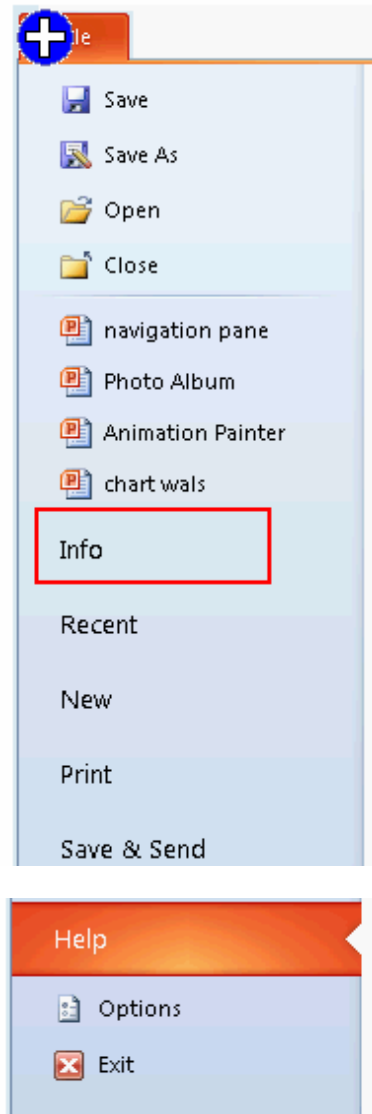 Save
Save As
Open
Close
navigation pane
Photo Album
Animation Painter
chart wals
Info
Recent
New
Print
Save & Send
Help
Options
Exit